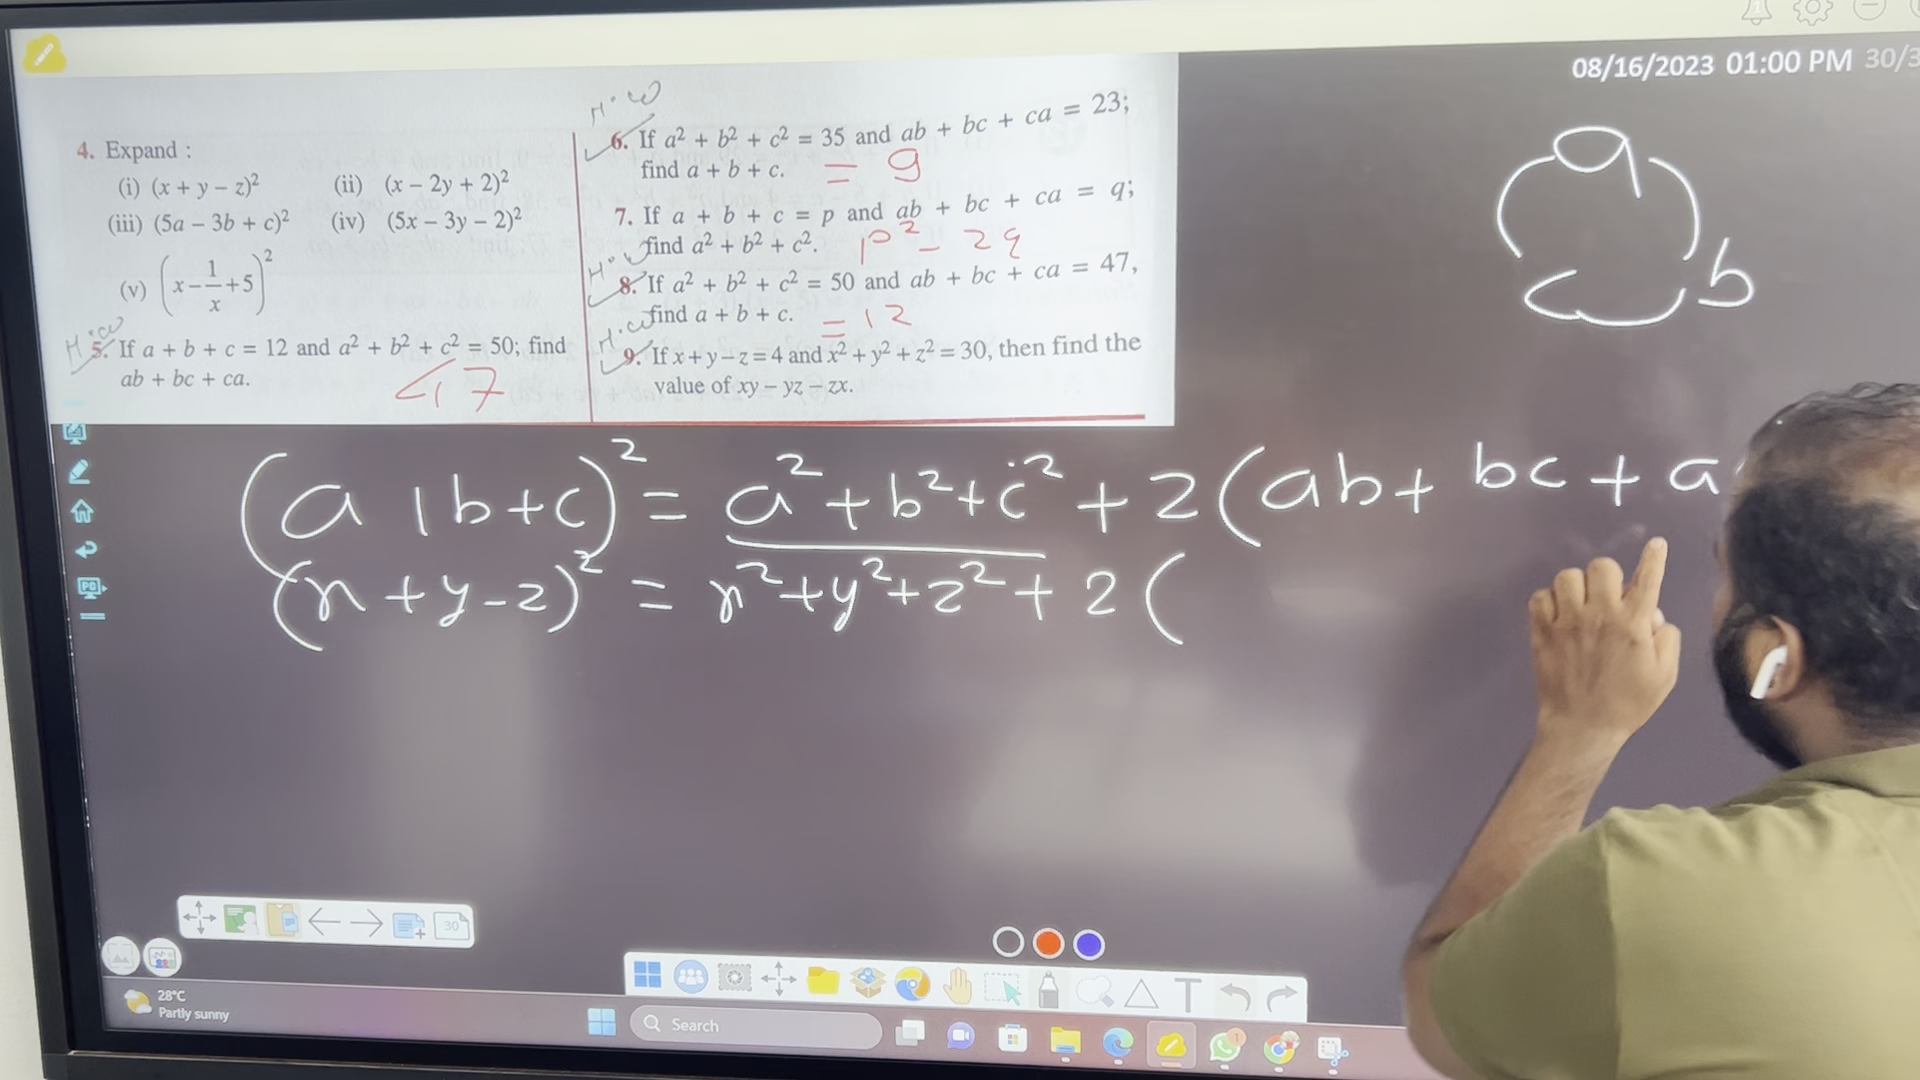 08/16/2023 01:00 PM 30/3
H.W
4. Expand :
(i) (x + y – z)² (ii) (x – 2y + 2)²
(iii) (5a – 3b + c)² (iv) (5x – 3y – 2)²
(v) (x – 1/x + 5)²
H.W
5. If a + b + c = 12 and a² + b² + c² = 50; find
ab + bc + ca.
47
6. If a² + b² + c² = 35 and ab + bc + ca = 23;
find a + b + c. = 9
7. If a + b + c = p and ab + bc + ca = q;
find a² + b² + c². p² – 2q
H.W
8. If a² + b² + c² = 50 and ab + bc + ca = 47,
find a + b + c. = 12
H.W
9. If x + y – z = 4 and x² + y² + z² = 30, then find the
value of xy – yz – zx.
a
b
c
(a + b + c)² = a² + b² + c² + 2(ab + bc + a
(x + y - z)² = x² + y² + z² + 2(
30
28°C
Partly sunny
Search